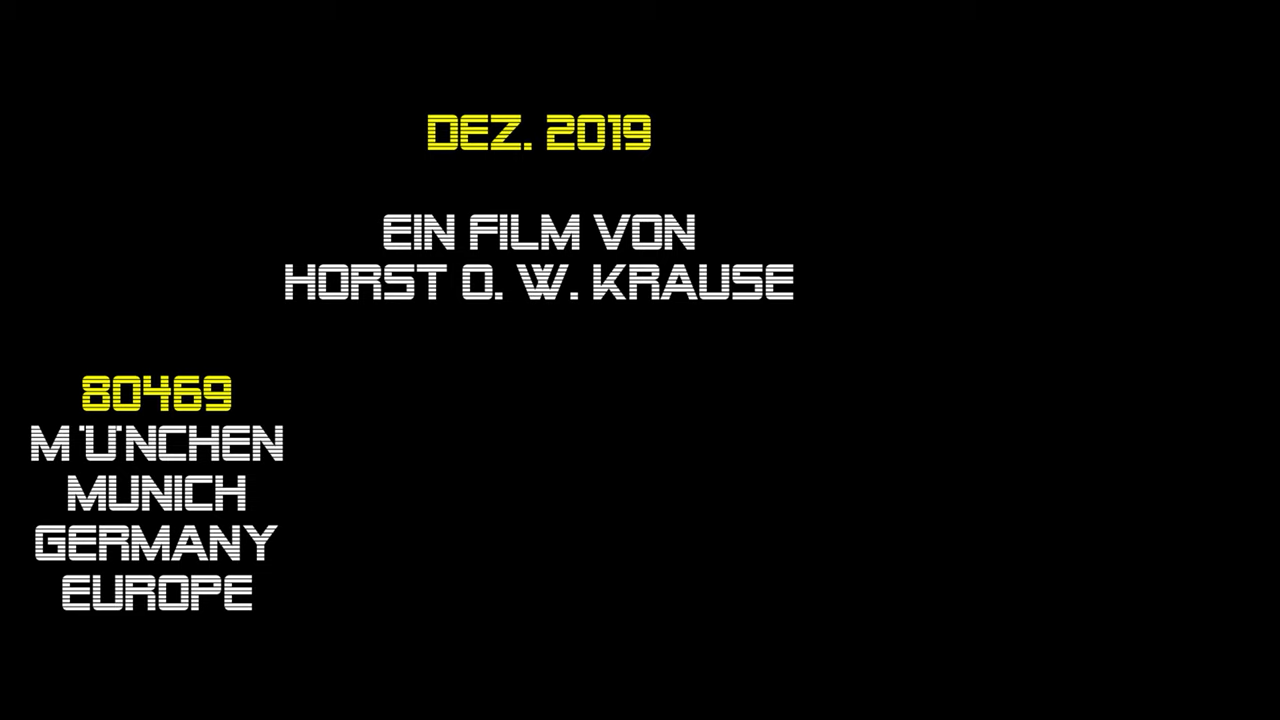 DEZ. 2019
EIN FILM VON
HORST O. W. KRAUSE
80469
MÜNCHEN
MUNICH
GERMANY
EUROPE